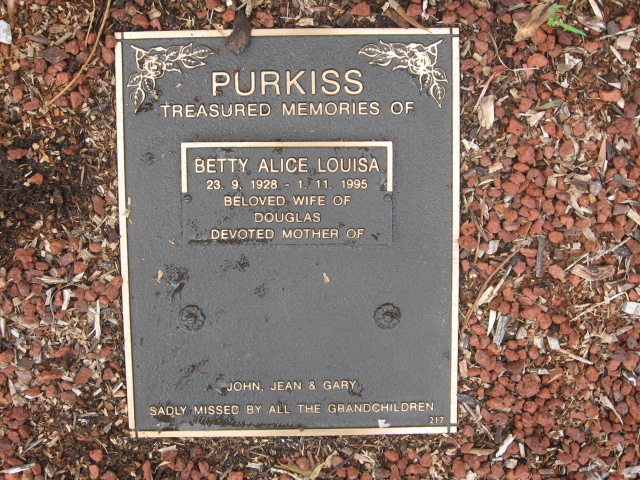 PURKISS
TREASURED MEMORIES OF
BETTY ALICE LOUISA
23. 9. 1928 - 1. 11. 1995
BELOVED WIFE OF
DOUGLAS
DEVOTED MOTHER OF
JOHN, JEAN & GARY
SADLY MISSED BY ALL THE GRANDCHILDREN
217